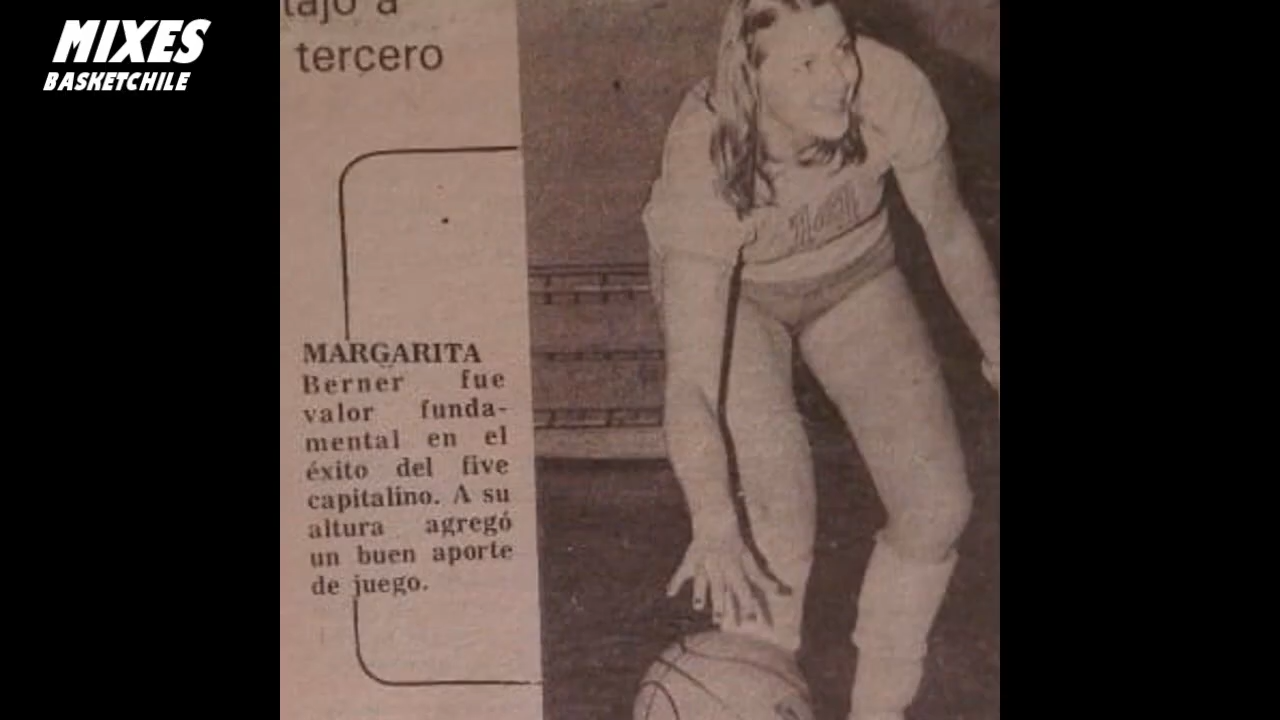 MIXES
BASKETCHILE
tajo a
tercero
MARGARITA
Berner fue
valor funda-
mental en el
éxito del five
capitalino. A su
altura agregó
un buen aporte
de juego.